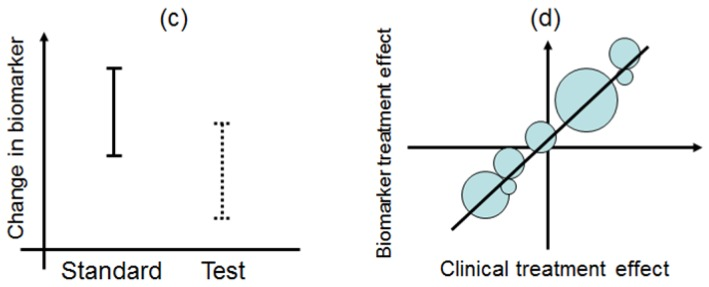 (c)
Change in biomarker
Standard
Test
(d)
Biomarker treatment effect
Clinical treatment effect